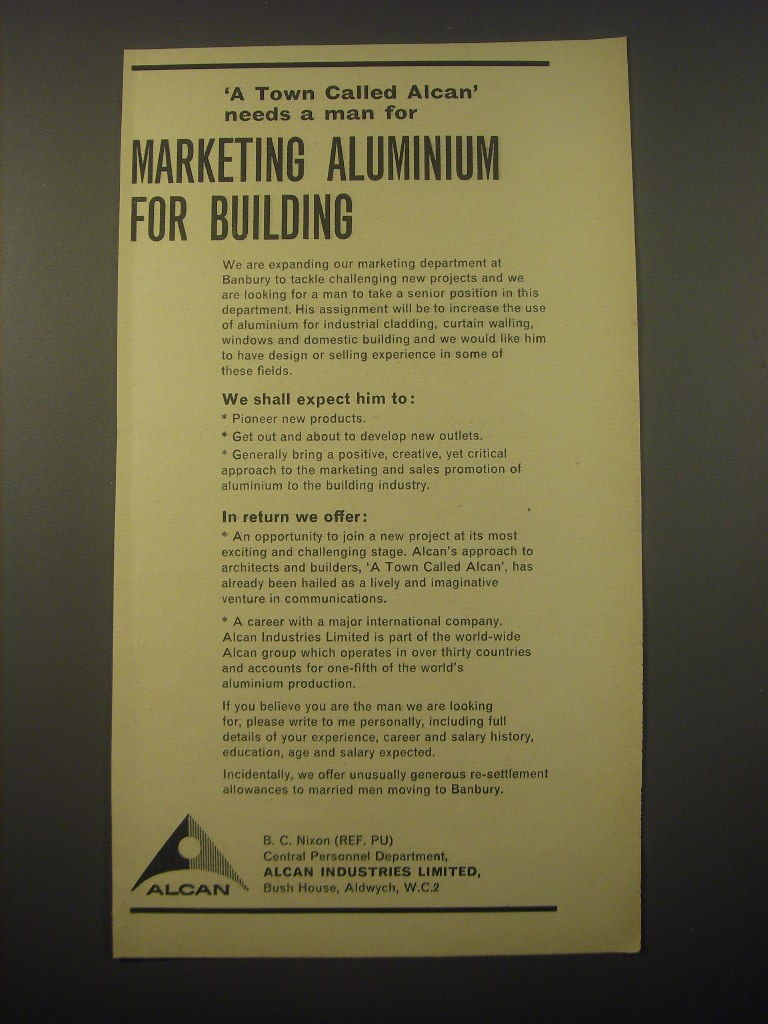 ‘A Town Called Alcan’
needs a man for
MARKETING ALUMINIUM
FOR BUILDING
We are expanding our marketing department at
Banbury to tackle challenging new projects and we
are looking for a man to take a senior position in this
department. His assignment will be to increase the use
of aluminium for industrial cladding, curtain walling,
windows and domestic building and we would like him
to have design or selling experience in some of
these fields.
We shall expect him to:
* Pioneer new products.
* Get out and about to develop new outlets.
* Generally bring a positive, creative, yet critical
approach to the marketing and sales promotion of
aluminium to the building industry.
In return we offer:
* An opportunity to join a new project at its most
exciting and challenging stage. Alcan's approach to
architects and builders, ‘A Town Called Alcan’, has
already been hailed as a lively and imaginative
venture in communications.
* A career with a major international company.
Alcan Industries Limited is part of the world-wide
Alcan group which operates in over thirty countries
and accounts for one-fifth of the world's
aluminium production.
If you believe you are the man we are looking
for, please write to me personally, including full
details of your experience, career and salary history,
education, age and salary expected.
Incidentally, we offer unusually generous re-settlement
allowances to married men moving to Banbury.
B. C. Nixon (REF. PU)
Central Personnel Department,
ALCAN INDUSTRIES LIMITED,
Bush House, Aldwych, W.C.2
ALCAN